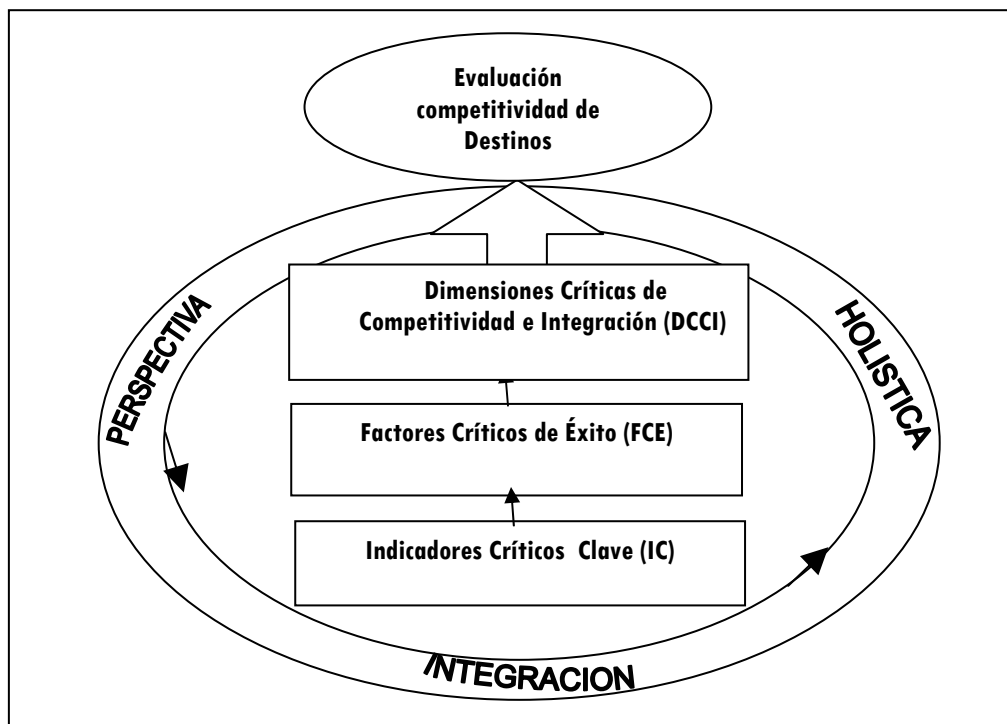 Evaluación
competitividad de
Destinos
Dimensiones Críticas de
Competitividad e Integración (DCCI)
PERSPECTIVA
HOLISTICA
Factores Críticos de Éxito (FCE)
Indicadores Críticos Clave (IC)
INTEGRACION